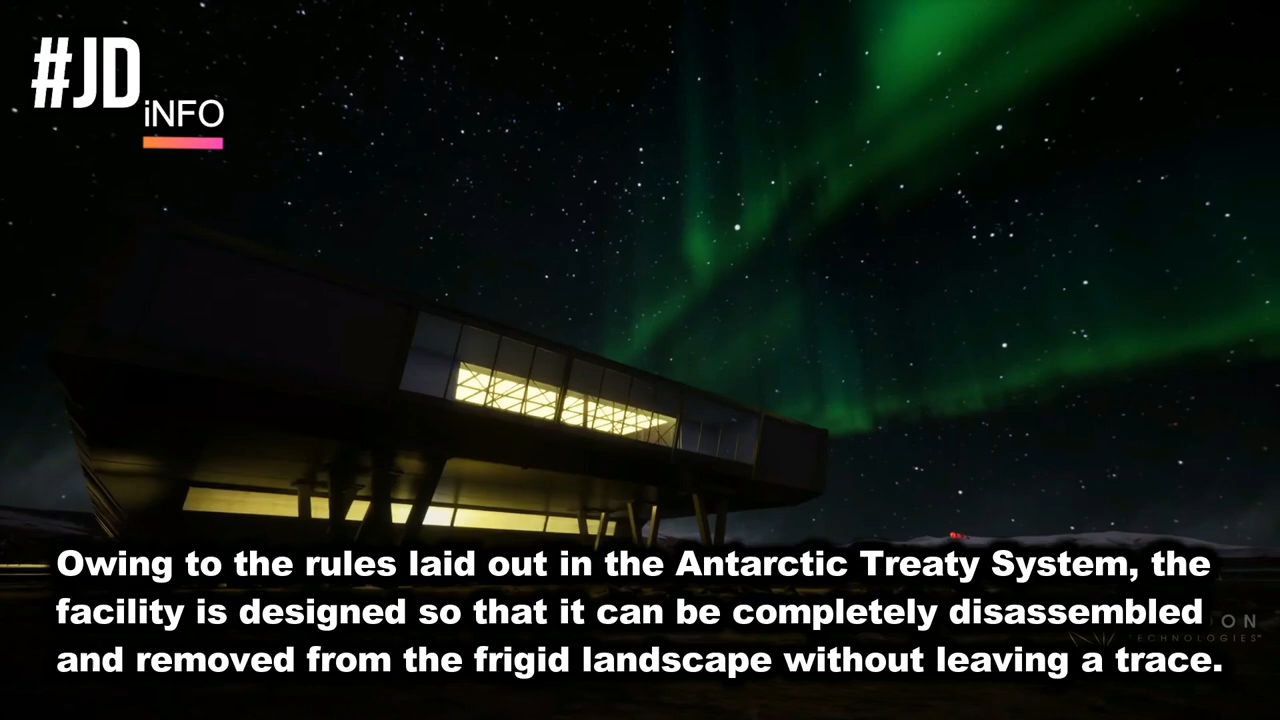 #JD
iNFO
Owing to the rules laid out in the Antarctic Treaty System, the
facility is designed so that it can be completely disassembled
and removed from the frigid landscape without leaving a trace.
TECHNOLOGIES